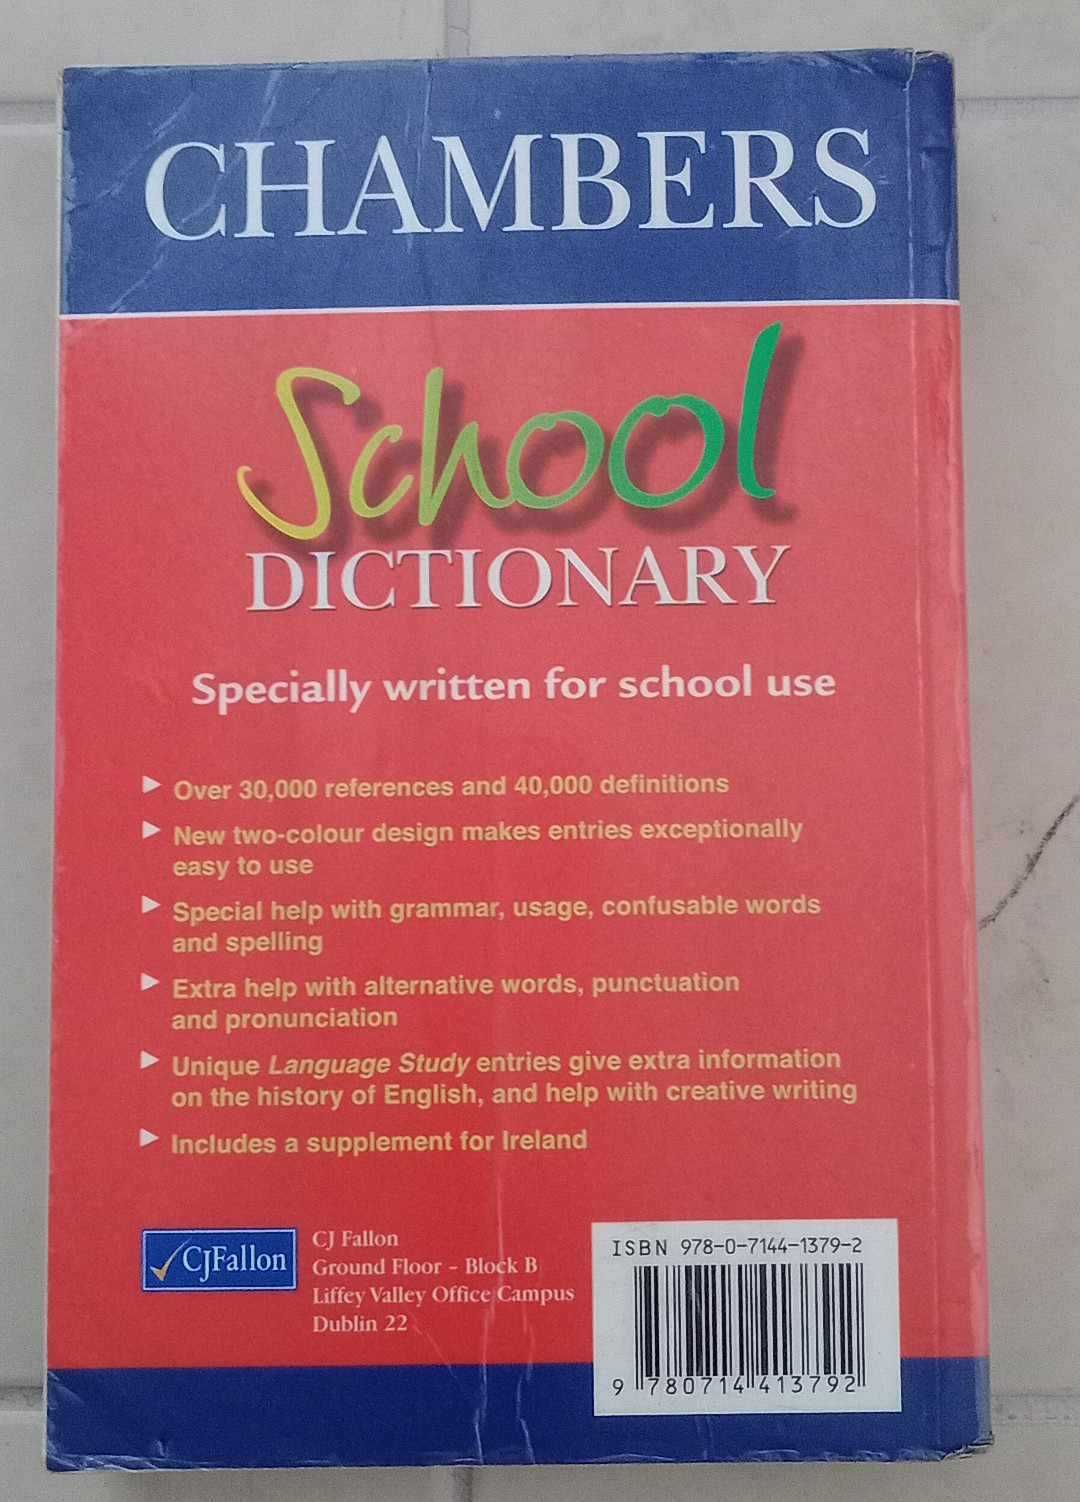 CHAMBERS
School
DICTIONARY
Specially written for school use
Over 30,000 references and 40,000 definitions
New two-colour design makes entries exceptionally
easy to use
Special help with grammar, usage, confusable words
and spelling
Extra help with alternative words, punctuation
and pronunciation
Unique Language Study entries give extra information
on the history of English, and help with creative writing
Includes a supplement for Ireland
CJFallon
CJ Fallon
Ground Floor - Block B
Liffey Valley Office Campus
Dublin 22
ISBN 978-0-7144-1379-2
9 780714 413792